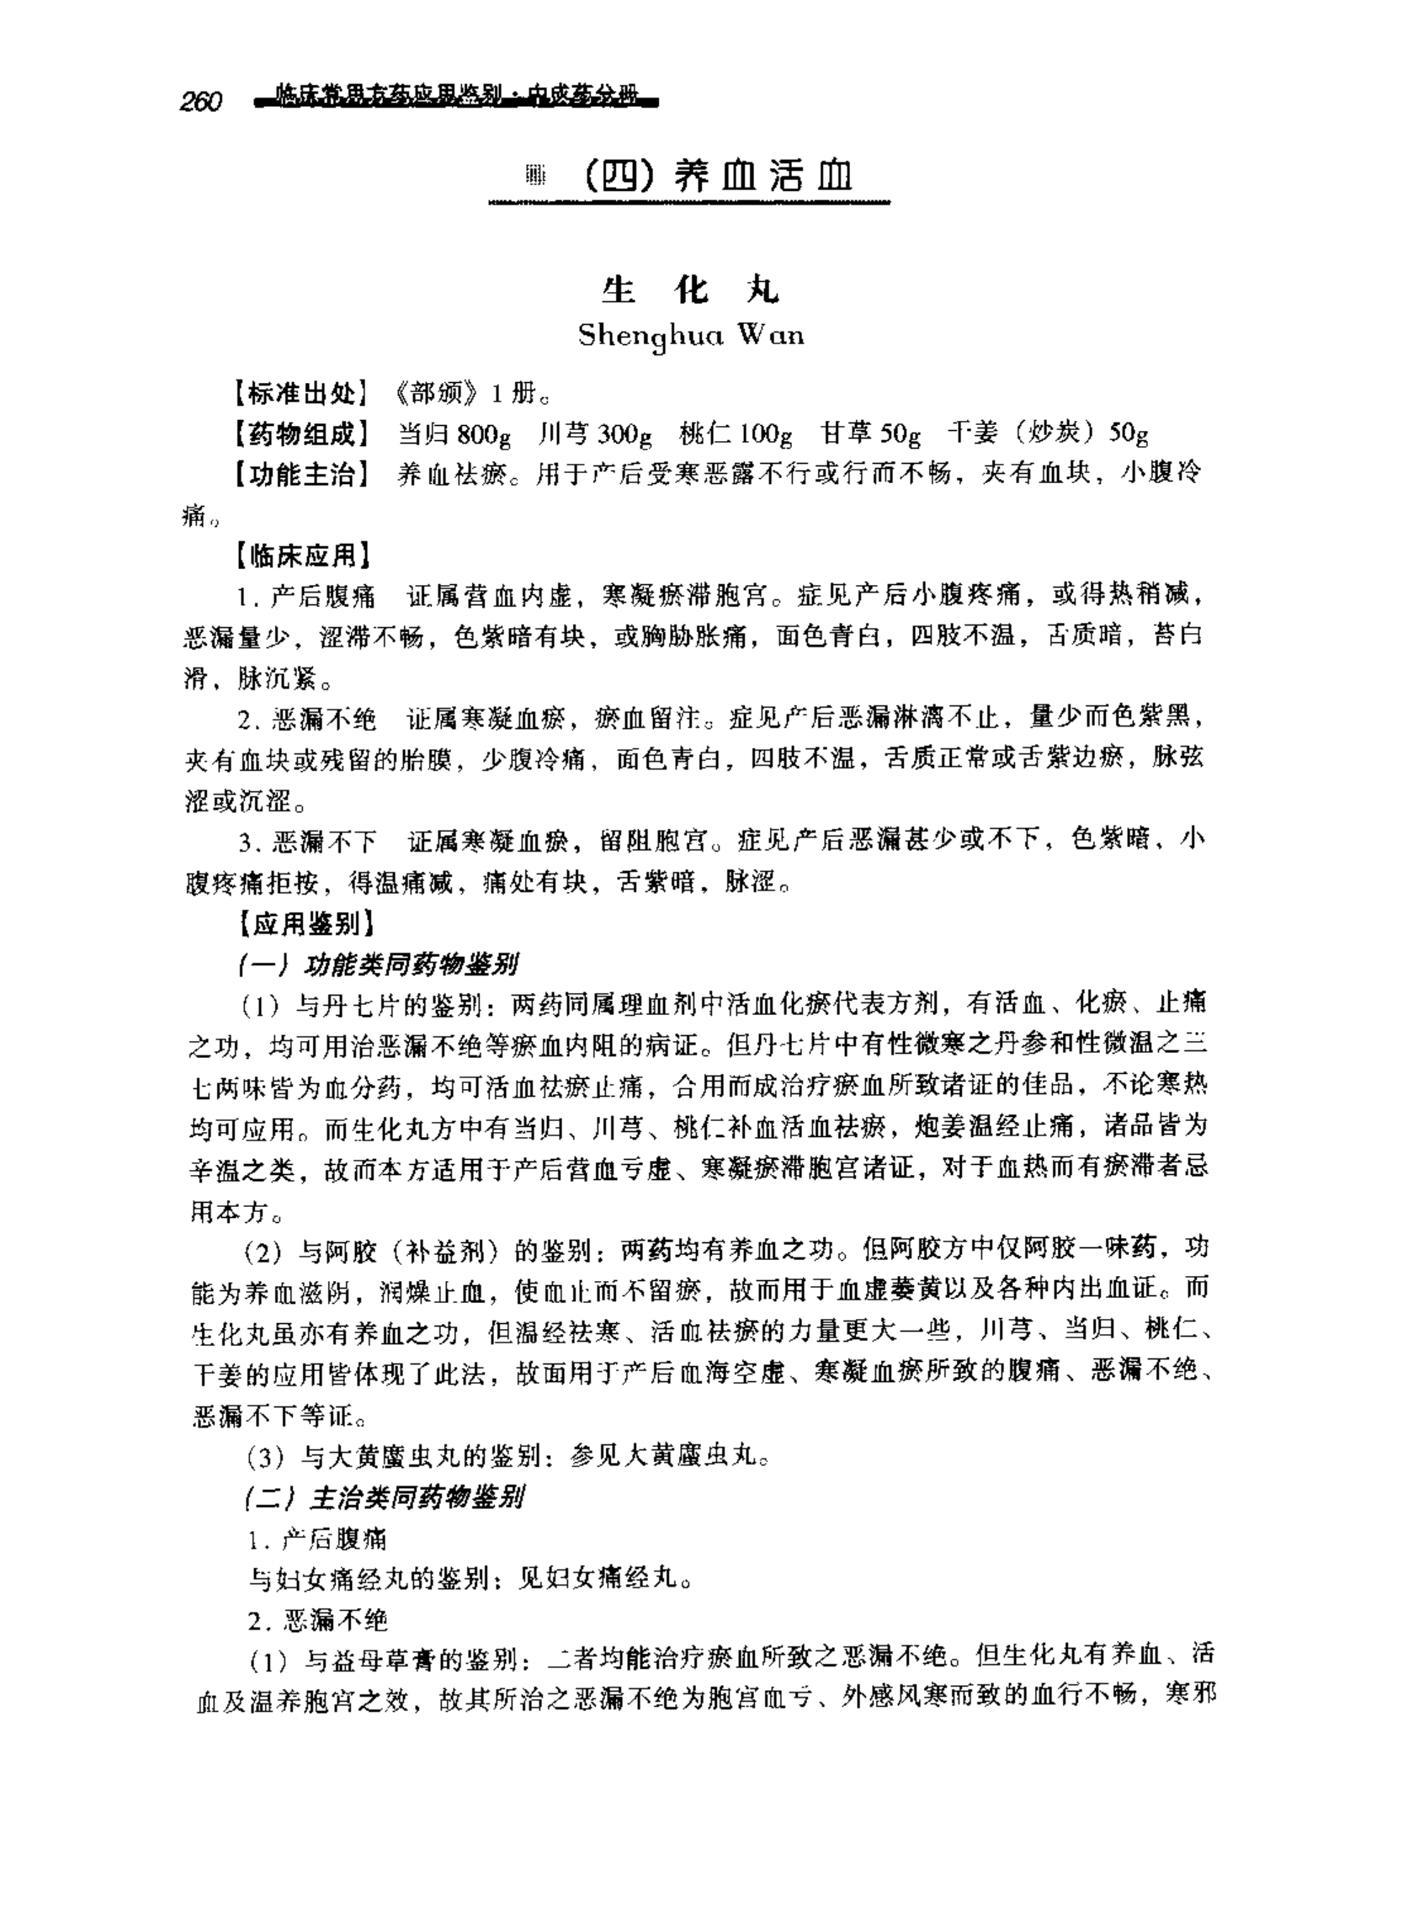 260 临床常用方药应用鉴别·中成药分册
(四) 养血活血
生 化 丸
Shenghua Wan
【标准出处】《部颁》1 册。
【药物组成】 当归 800g 川芎 300g 桃仁 100g 甘草 50g 干姜（炒炭）50g
【功能主治】 养血祛瘀。用于产后受寒恶露不行或行而不畅，夹有血块，小腹冷
痛。
【临床应用】
1. 产后腹痛 证属营血内虚，寒凝瘀滞胞宫。症见产后小腹疼痛，或得热稍减，
恶漏量少，涩滞不畅，色紫暗有块，或胸胁胀痛，面色青白，四肢不温，舌质暗，苔白
滑，脉沉紧。
2. 恶漏不绝 证属寒凝血瘀，瘀血留注。症见产后恶漏淋漓不止，量少而色紫黑，
夹有血块或残留的胎膜，少腹冷痛，面色青白，四肢不温，舌质正常或舌紫边瘀，脉弦
涩或沉涩。
3. 恶漏不下 证属寒凝血瘀，留阻胞宫。症见产后恶漏甚少或不下，色紫暗，小
腹疼痛拒按，得温痛减，痛处有块，舌紫暗，脉涩。
【应用鉴别】
(一) 功能类同药物鉴别
(1) 与丹七片的鉴别：两药同属理血剂中活血化瘀代表方剂，有活血、化瘀、止痛
之功，均可用治恶漏不绝等瘀血内阻的病证。但丹七片中有性微寒之丹参和性微温之三
七两味皆为血分药，均可活血祛瘀止痛，合用而成治疗瘀血所致诸证的佳品，不论寒热
均可应用。而生化丸方中有当归、川芎、桃仁补血活血祛瘀，炮姜温经止痛，诸品皆为
辛温之类，故而本方适用于产后营血亏虚、寒凝瘀滞胞宫诸证，对于血热而有瘀滞者忌
用本方。
(2) 与阿胶（补益剂）的鉴别：两药均有养血之功。但阿胶方中仅阿胶一味药，功
能为养血滋阴，润燥止血，使血止而不留瘀，故而用于血虚萎黄以及各种内出血证。而
生化丸虽亦有养血之功，但温经祛寒、活血祛瘀的力量更大一些，川芎、当归、桃仁、
干姜的应用皆体现了此法，故面用于产后血海空虚、寒凝血瘀所致的腹痛、恶漏不绝、
恶漏不下等证。
(3) 与大黄䗪虫丸的鉴别：参见大黄䗪虫丸。
(二) 主治类同药物鉴别
1. 产后腹痛
与妇女痛经丸的鉴别：见妇女痛经丸。
2. 恶漏不绝
(1) 与益母草膏的鉴别：二者均能治疗瘀血所致之恶漏不绝。但生化丸有养血、活
血及温养胞宫之效，故其所治之恶漏不绝为胞宫血亏、外感风寒而致的血行不畅，寒邪